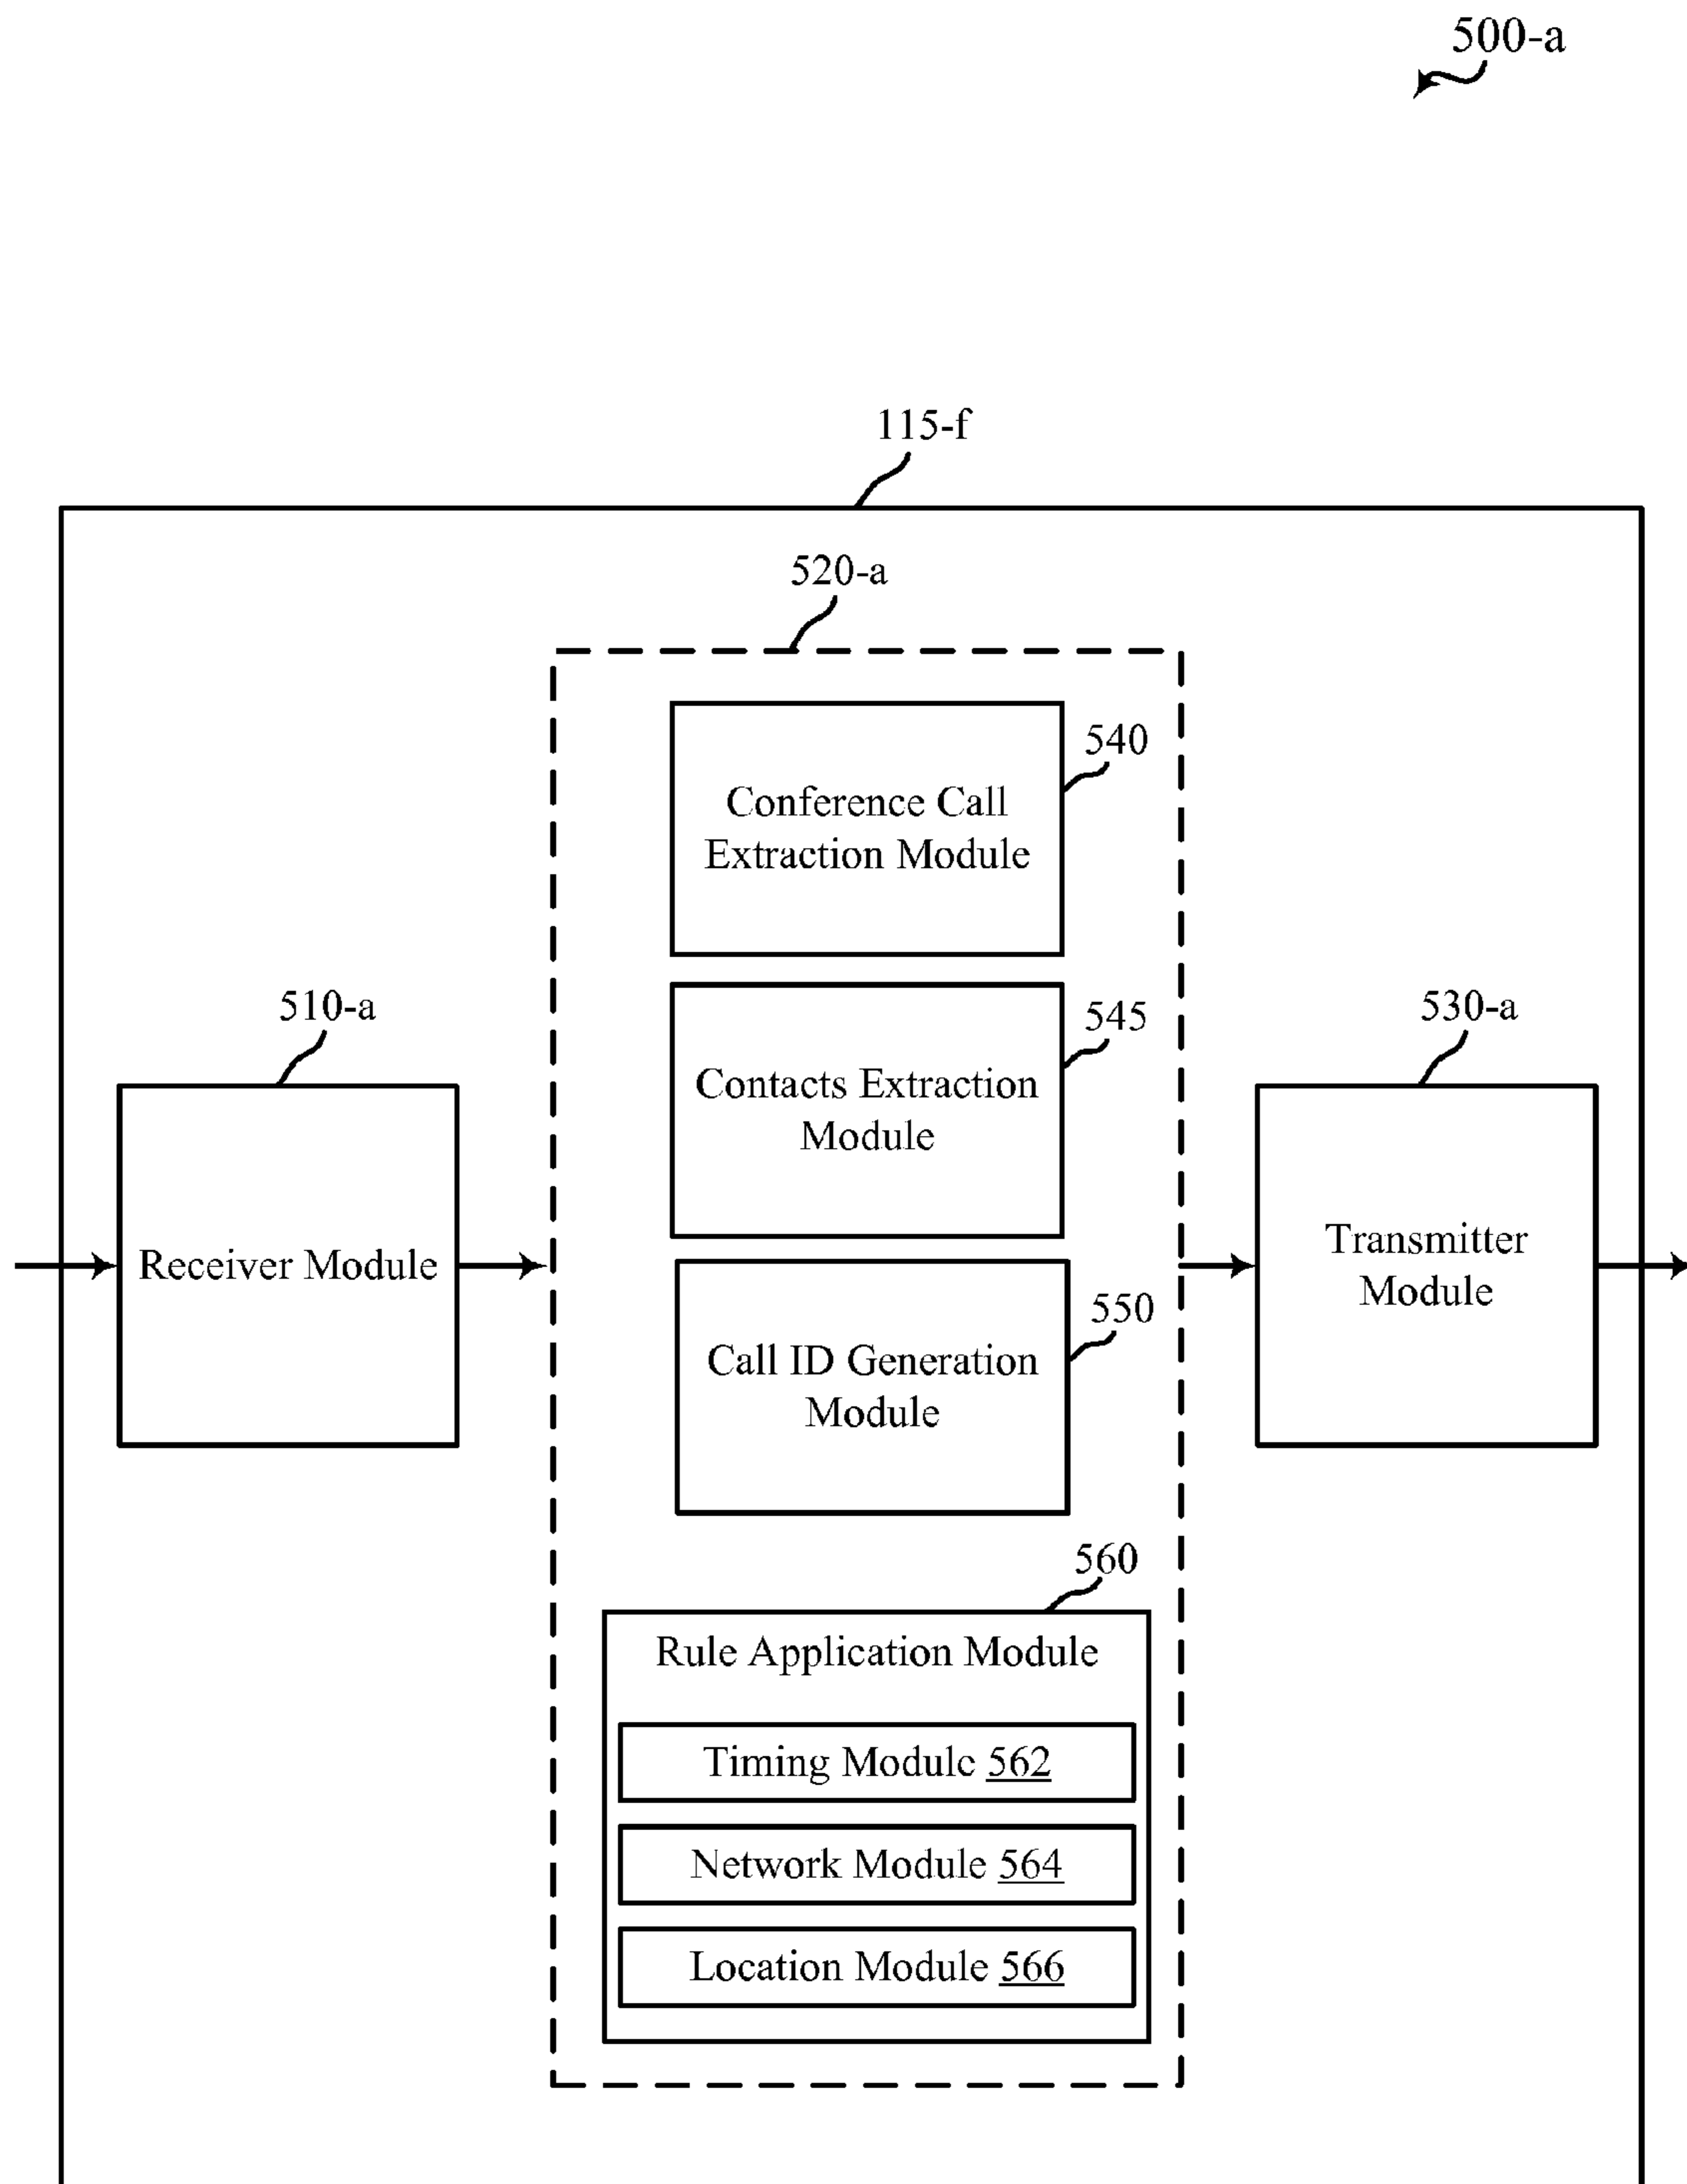 500-a
115-f
520-a
540
Conference Call
Extraction Module
510-a
545
530-a
Contacts Extraction
Module
Receiver Module
Transmitter
Module
550
Call ID Generation
Module
560
Rule Application Module
Timing Module 562
Network Module 564
Location Module 566